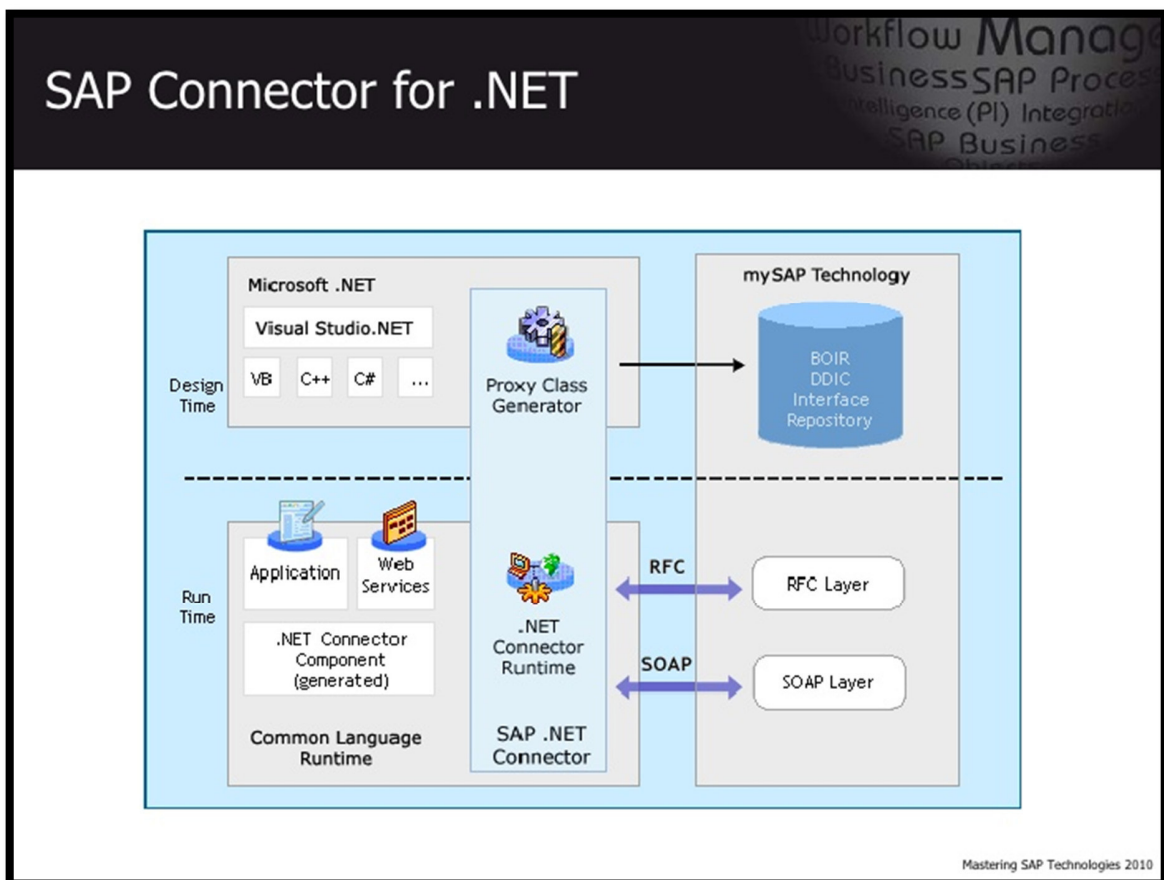 Workflow Manage
Business SAP Process
Intelligence (PI) Integratio
SAP Business
Objects
SAP Connector for .NET
Microsoft .NET
Visual Studio.NET
VB C++ C# ...
Design
Time
Proxy Class
Generator
mySAP Technology
BOIR
DDIC
Interface
Repository
Run
Time
Application
Web
Services
.NET Connector
Component
(generated)
Common Language
Runtime
.NET
Connector
Runtime
SAP .NET
Connector
RFC
SOAP
RFC Layer
SOAP Layer
Mastering SAP Technologies 2010